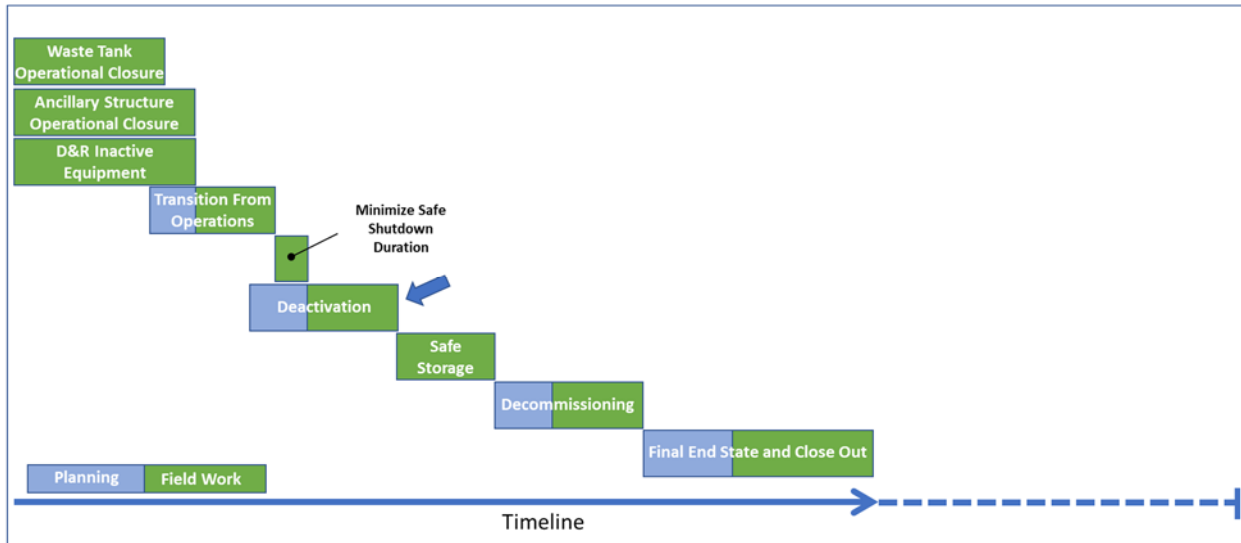 Waste Tank
Operational Closure
Ancillary Structure
Operational Closure
D&R Inactive
Equipment
Transition From
Operations
Minimize Safe
Shutdown
Duration
Deactivation
Safe
Storage
Decommissioning
Final End State and Close Out
Planning
Field Work
Timeline